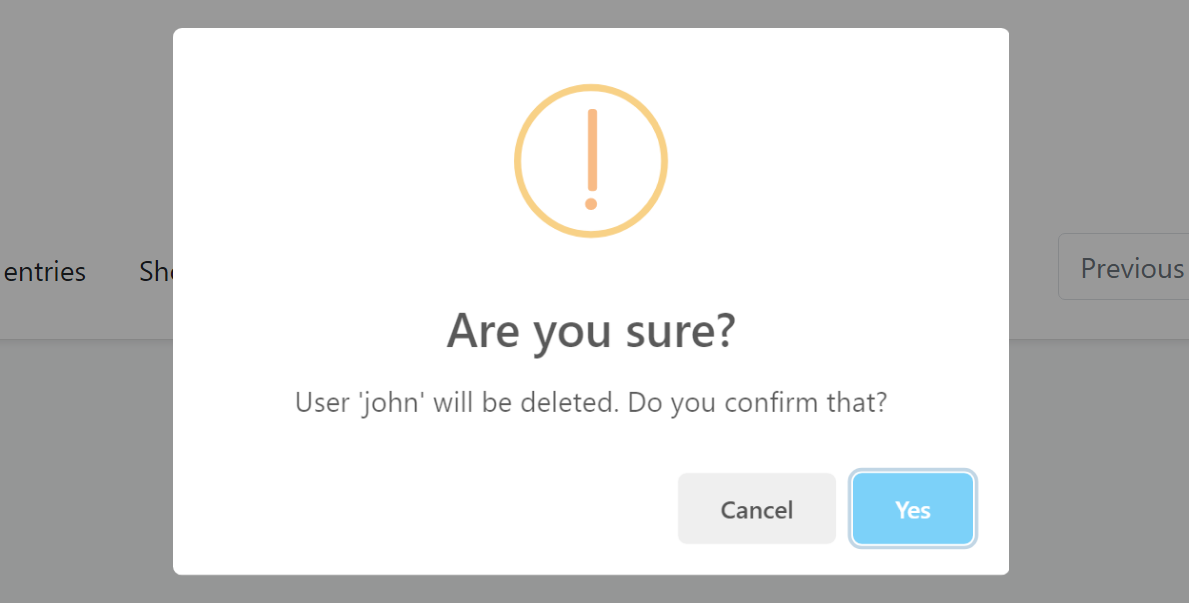 entries
Previous
Are you sure?
User 'john' will be deleted. Do you confirm that?
Cancel
Yes